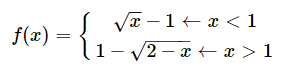 f(x) = { √x − 1 ← x < 1
1 − √(2 − x) ← x > 1